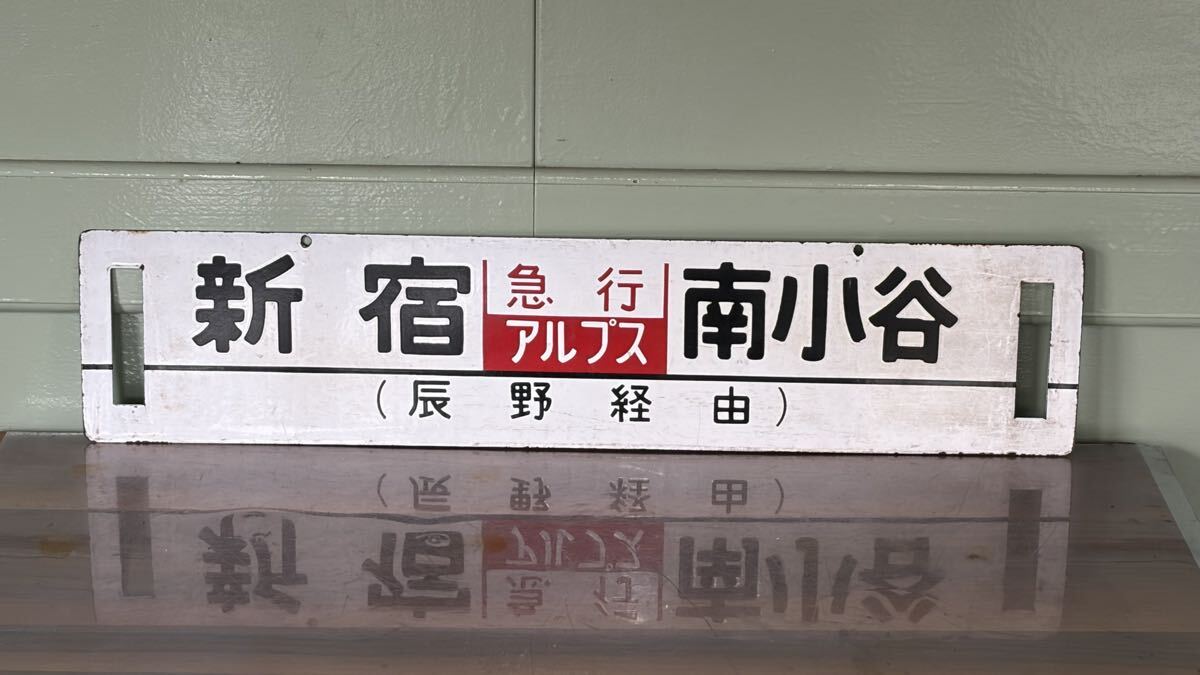 新宿 急行 南小谷
アルプス
(辰野経由)